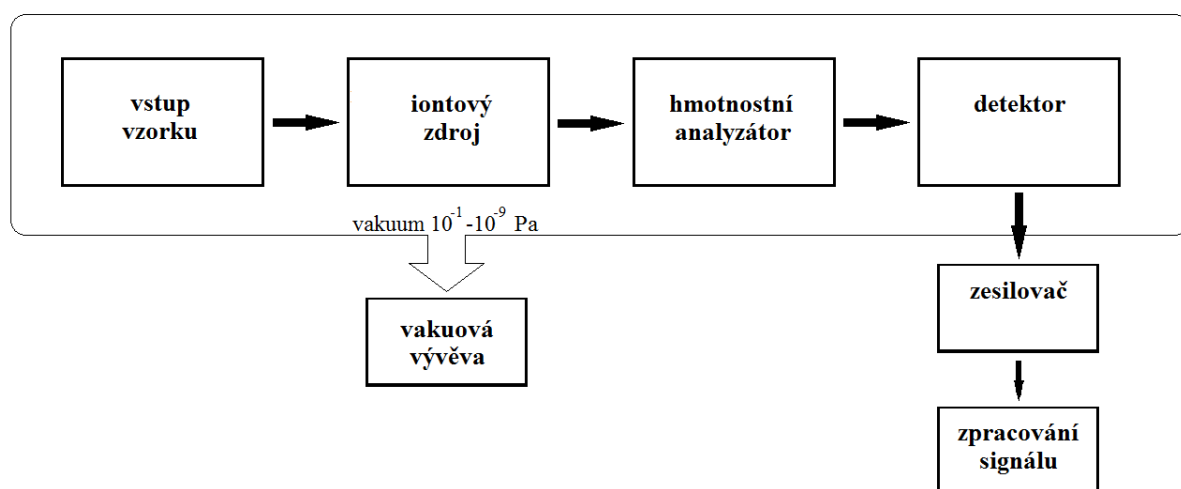 vstup
vzorku
iontový
zdroj
hmotnostní
analyzátor
detektor
vakuum 10⁻¹-10⁻⁹ Pa
vakuová
vývěva
zesilovač
zpracování
signálu